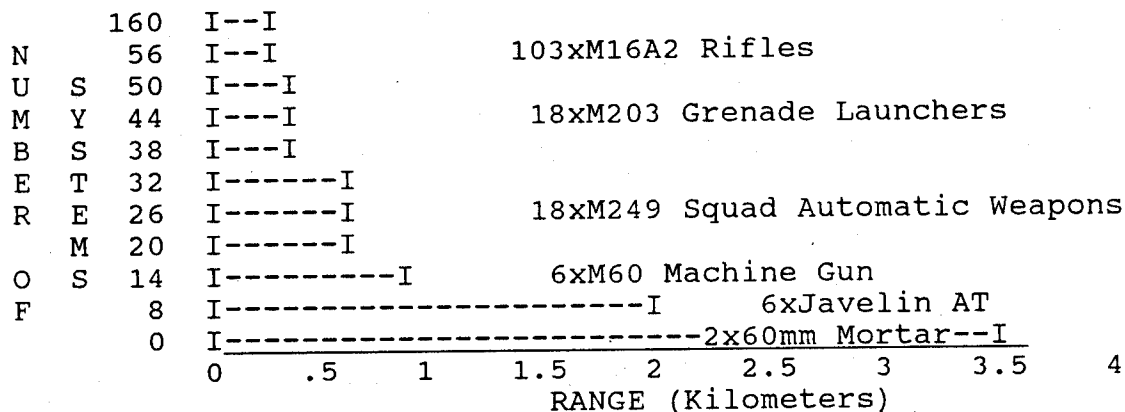 160 I--I
N 56 I--I 103xM16A2 Rifles
U S 50 I---I
M Y 44 I---I 18xM203 Grenade Launchers
B S 38 I---I
E T 32 I------I
R E 26 I------I 18xM249 Squad Automatic Weapons
M 20 I------I
O S 14 I---------I 6xM60 Machine Gun
F 8 I--------------------I 6xJavelin AT
0 I----------------------2x60mm Mortar--I
0 .5 1 1.5 2 2.5 3 3.5 4
RANGE (Kilometers)